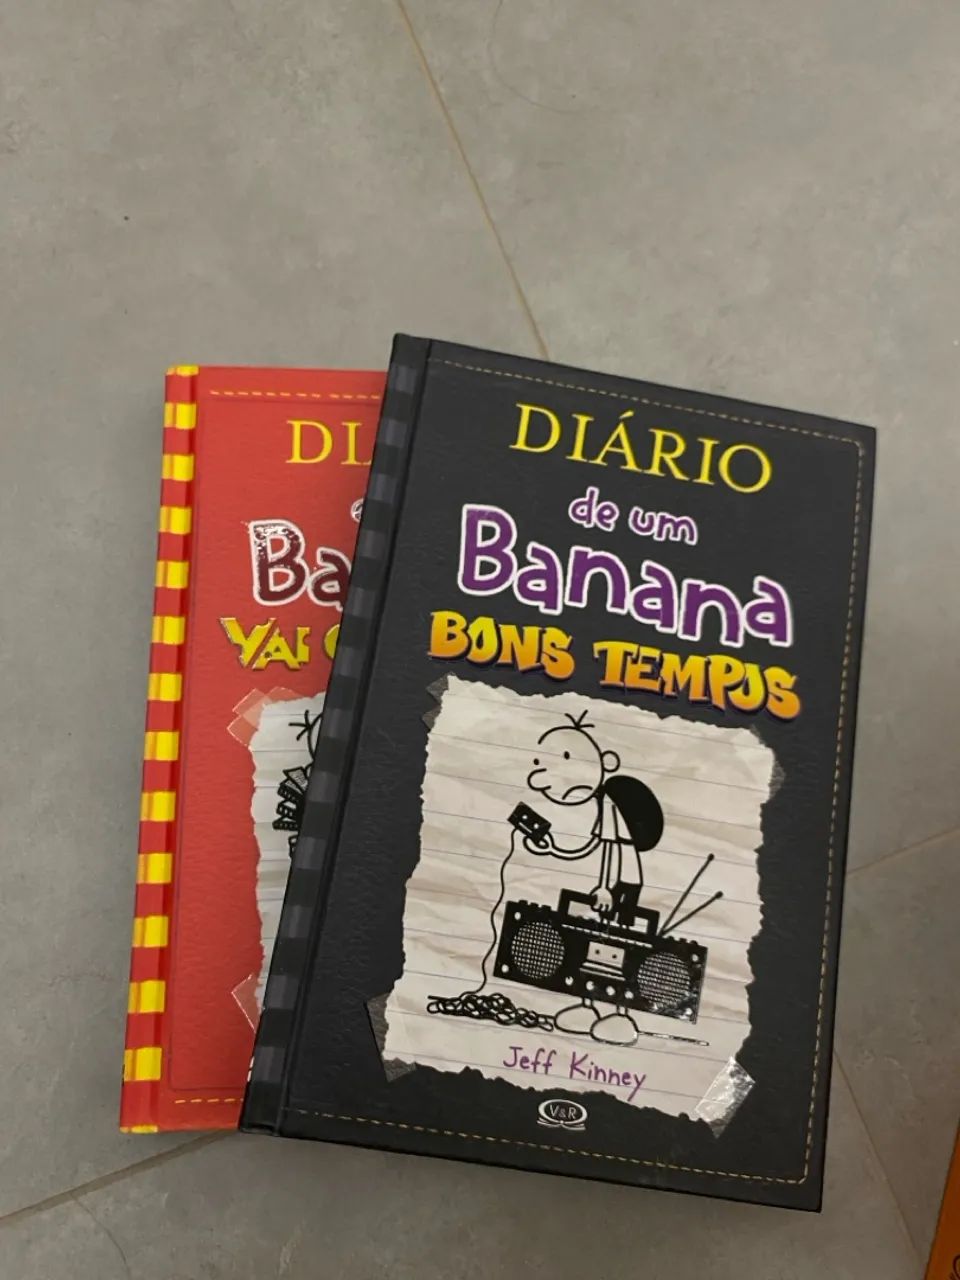 DIÁRIO
de um
Banana
BONS TEMPOS
Jeff Kinney
V&R
DI
Ba
VAI